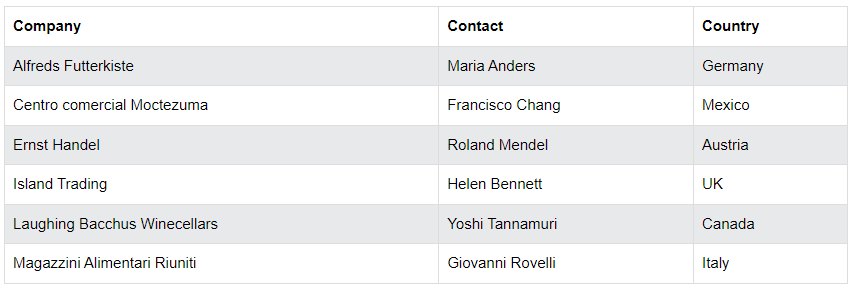 Company Contact Country
Alfreds Futterkiste Maria Anders Germany
Centro comercial Moctezuma Francisco Chang Mexico
Ernst Handel Roland Mendel Austria
Island Trading Helen Bennett UK
Laughing Bacchus Winecellars Yoshi Tannamuri Canada
Magazzini Alimentari Riuniti Giovanni Rovelli Italy